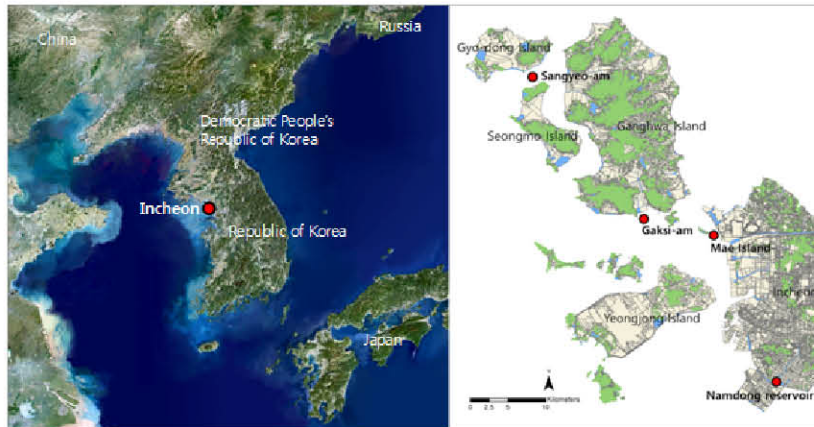 China
Russia
Democratic People's
Republic of Korea
Incheon
Republic of Korea
Japan
Gyo-dong Island
Sangyeo-am
Seongmo Island
Ganghwa Island
Gaksi-am
Mae Island
Incheon
Yeongjong Island
Namdong reservoir
Kilometers
0 2.5 5 10